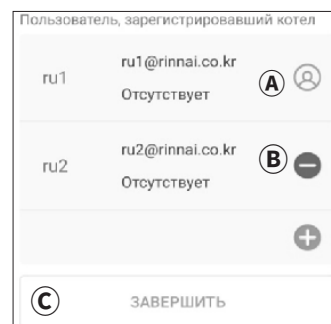 Пользователь, зарегистрировавший котел
ru1
ru1@rinnai.co.kr
Отсутствует
A
ru2
ru2@rinnai.co.kr
Отсутствует
B
C
ЗАВЕРШИТЬ